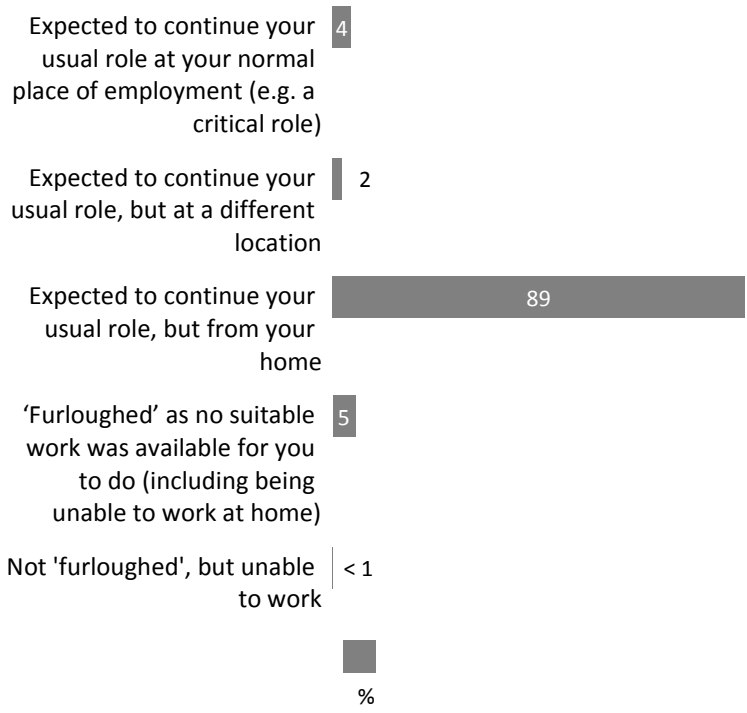 Expected to continue your
usual role at your normal
place of employment (e.g. a
critical role)
4
Expected to continue your
usual role, but at a different
location
2
Expected to continue your
usual role, but from your
home
89
‘Furloughed’ as no suitable
work was available for you
to do (including being
unable to work at home)
5
Not 'furloughed', but unable
to work
< 1
%